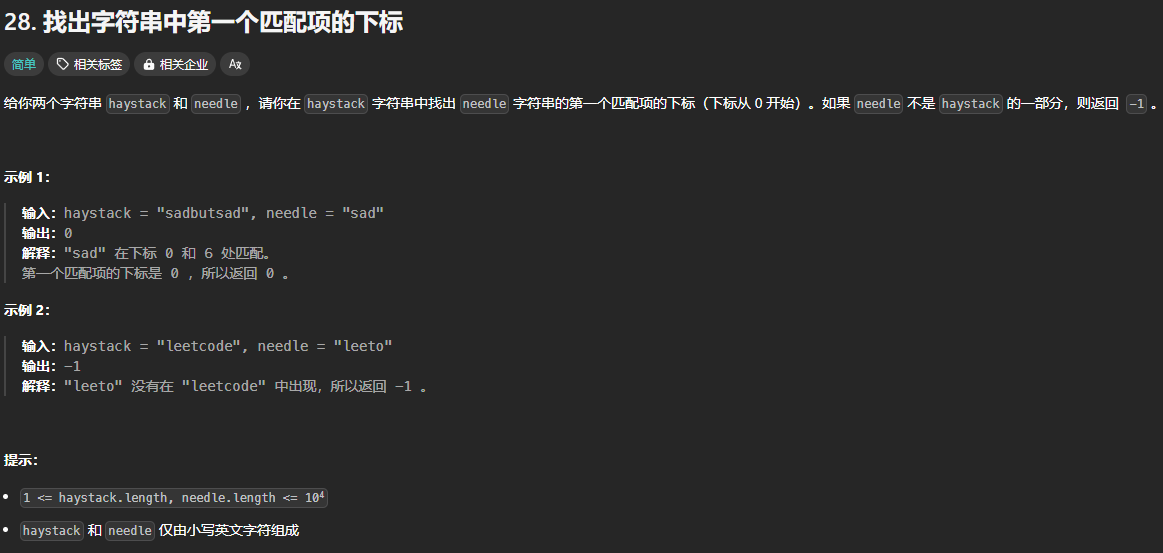 28. 找出字符串中第一个匹配项的下标
简单 相关标签 相关企业
给你两个字符串 haystack 和 needle ，请你在 haystack 字符串中找出 needle 字符串的第一个匹配项的下标（下标从 0 开始）。如果 needle 不是 haystack 的一部分，则返回 -1 。
示例 1：
输入：haystack = "sadbutsad", needle = "sad"
输出：0
解释："sad" 在下标 0 和 6 处匹配。
第一个匹配项的下标是 0 ，所以返回 0 。
示例 2：
输入：haystack = "leetcode", needle = "leeto"
输出：-1
解释："leeto" 没有在 "leetcode" 中出现，所以返回 -1 。
提示：
• 1 <= haystack.length, needle.length <= 10⁴
• haystack 和 needle 仅由小写英文字符组成